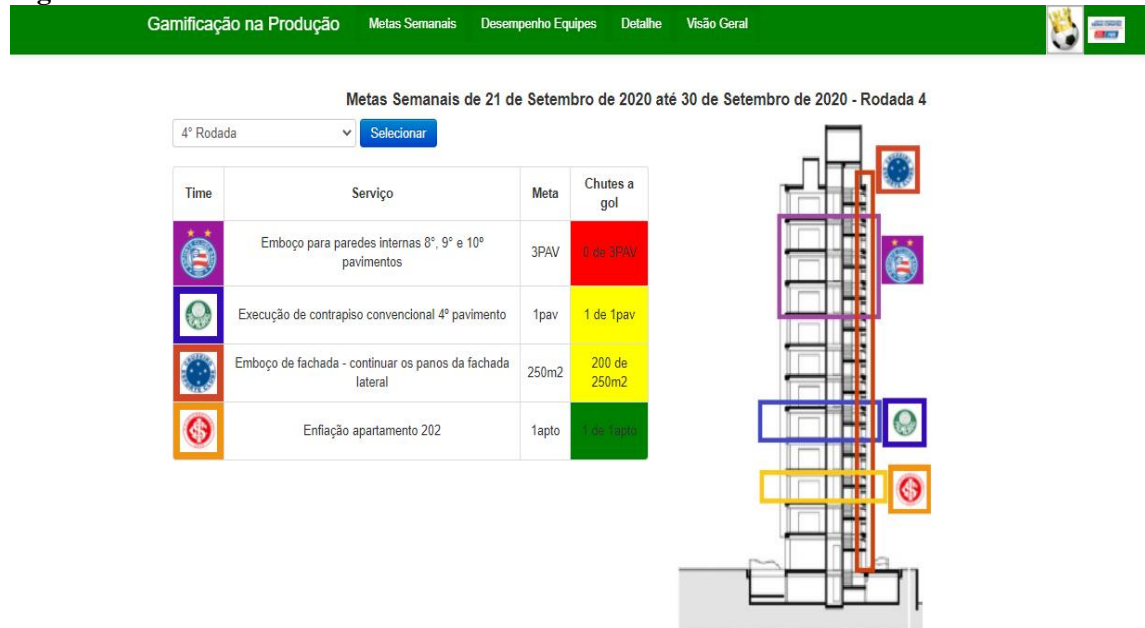 Gamificação na Produção Metas Semanais Desempenho Equipes Detalhe Visão Geral
Metas Semanais de 21 de Setembro de 2020 até 30 de Setembro de 2020 - Rodada 4
4° Rodada Selecionar
Time Serviço Meta Chutes a
gol
Emboço para paredes internas 8°, 9° e 10º
pavimentos
3PAV 0 de 3PAV
Execução de contrapiso convencional 4º pavimento 1pav 1 de 1pav
Emboço de fachada - continuar os panos da fachada
lateral
250m2 200 de
250m2
Enfiação apartamento 202 1apto 1 de 1apto